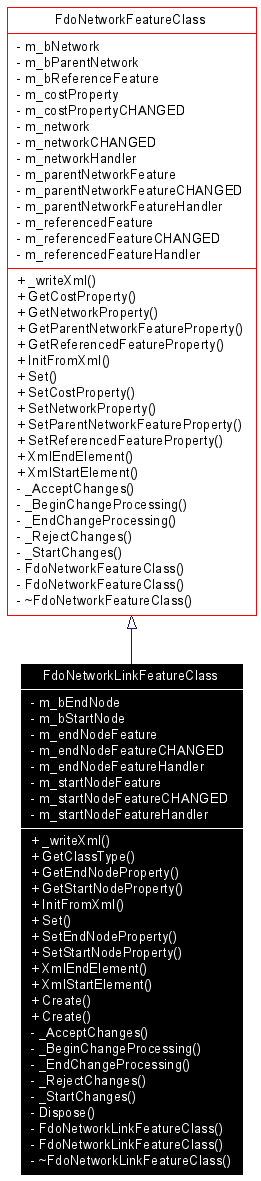 FdoNetworkFeatureClass
- m_bNetwork
- m_bParentNetwork
- m_bReferenceFeature
- m_costProperty
- m_costPropertyCHANGED
- m_network
- m_networkCHANGED
- m_networkHandler
- m_parentNetworkFeature
- m_parentNetworkFeatureCHANGED
- m_parentNetworkFeatureHandler
- m_referencedFeature
- m_referencedFeatureCHANGED
- m_referencedFeatureHandler
+ _writeXml()
+ GetCostProperty()
+ GetNetworkProperty()
+ GetParentNetworkFeatureProperty()
+ GetReferencedFeatureProperty()
+ InitFromXml()
+ Set()
+ SetCostProperty()
+ SetNetworkProperty()
+ SetParentNetworkFeatureProperty()
+ SetReferencedFeatureProperty()
+ XmlEndElement()
+ XmlStartElement()
- _AcceptChanges()
- _BeginChangeProcessing()
- _EndChangeProcessing()
- _RejectChanges()
- _StartChanges()
- FdoNetworkFeatureClass()
- FdoNetworkFeatureClass()
- ~FdoNetworkFeatureClass()
FdoNetworkLinkFeatureClass
- m_bEndNode
- m_bStartNode
- m_endNodeFeature
- m_endNodeFeatureCHANGED
- m_endNodeFeatureHandler
- m_startNodeFeature
- m_startNodeFeatureCHANGED
- m_startNodeFeatureHandler
+ _writeXml()
+ GetClassType()
+ GetEndNodeProperty()
+ GetStartNodeProperty()
+ InitFromXml()
+ Set()
+ SetEndNodeProperty()
+ SetStartNodeProperty()
+ XmlEndElement()
+ XmlStartElement()
+ Create()
+ Create()
- _AcceptChanges()
- _BeginChangeProcessing()
- _EndChangeProcessing()
- _RejectChanges()
- _StartChanges()
- Dispose()
- FdoNetworkLinkFeatureClass()
- FdoNetworkLinkFeatureClass()
- ~FdoNetworkLinkFeatureClass()